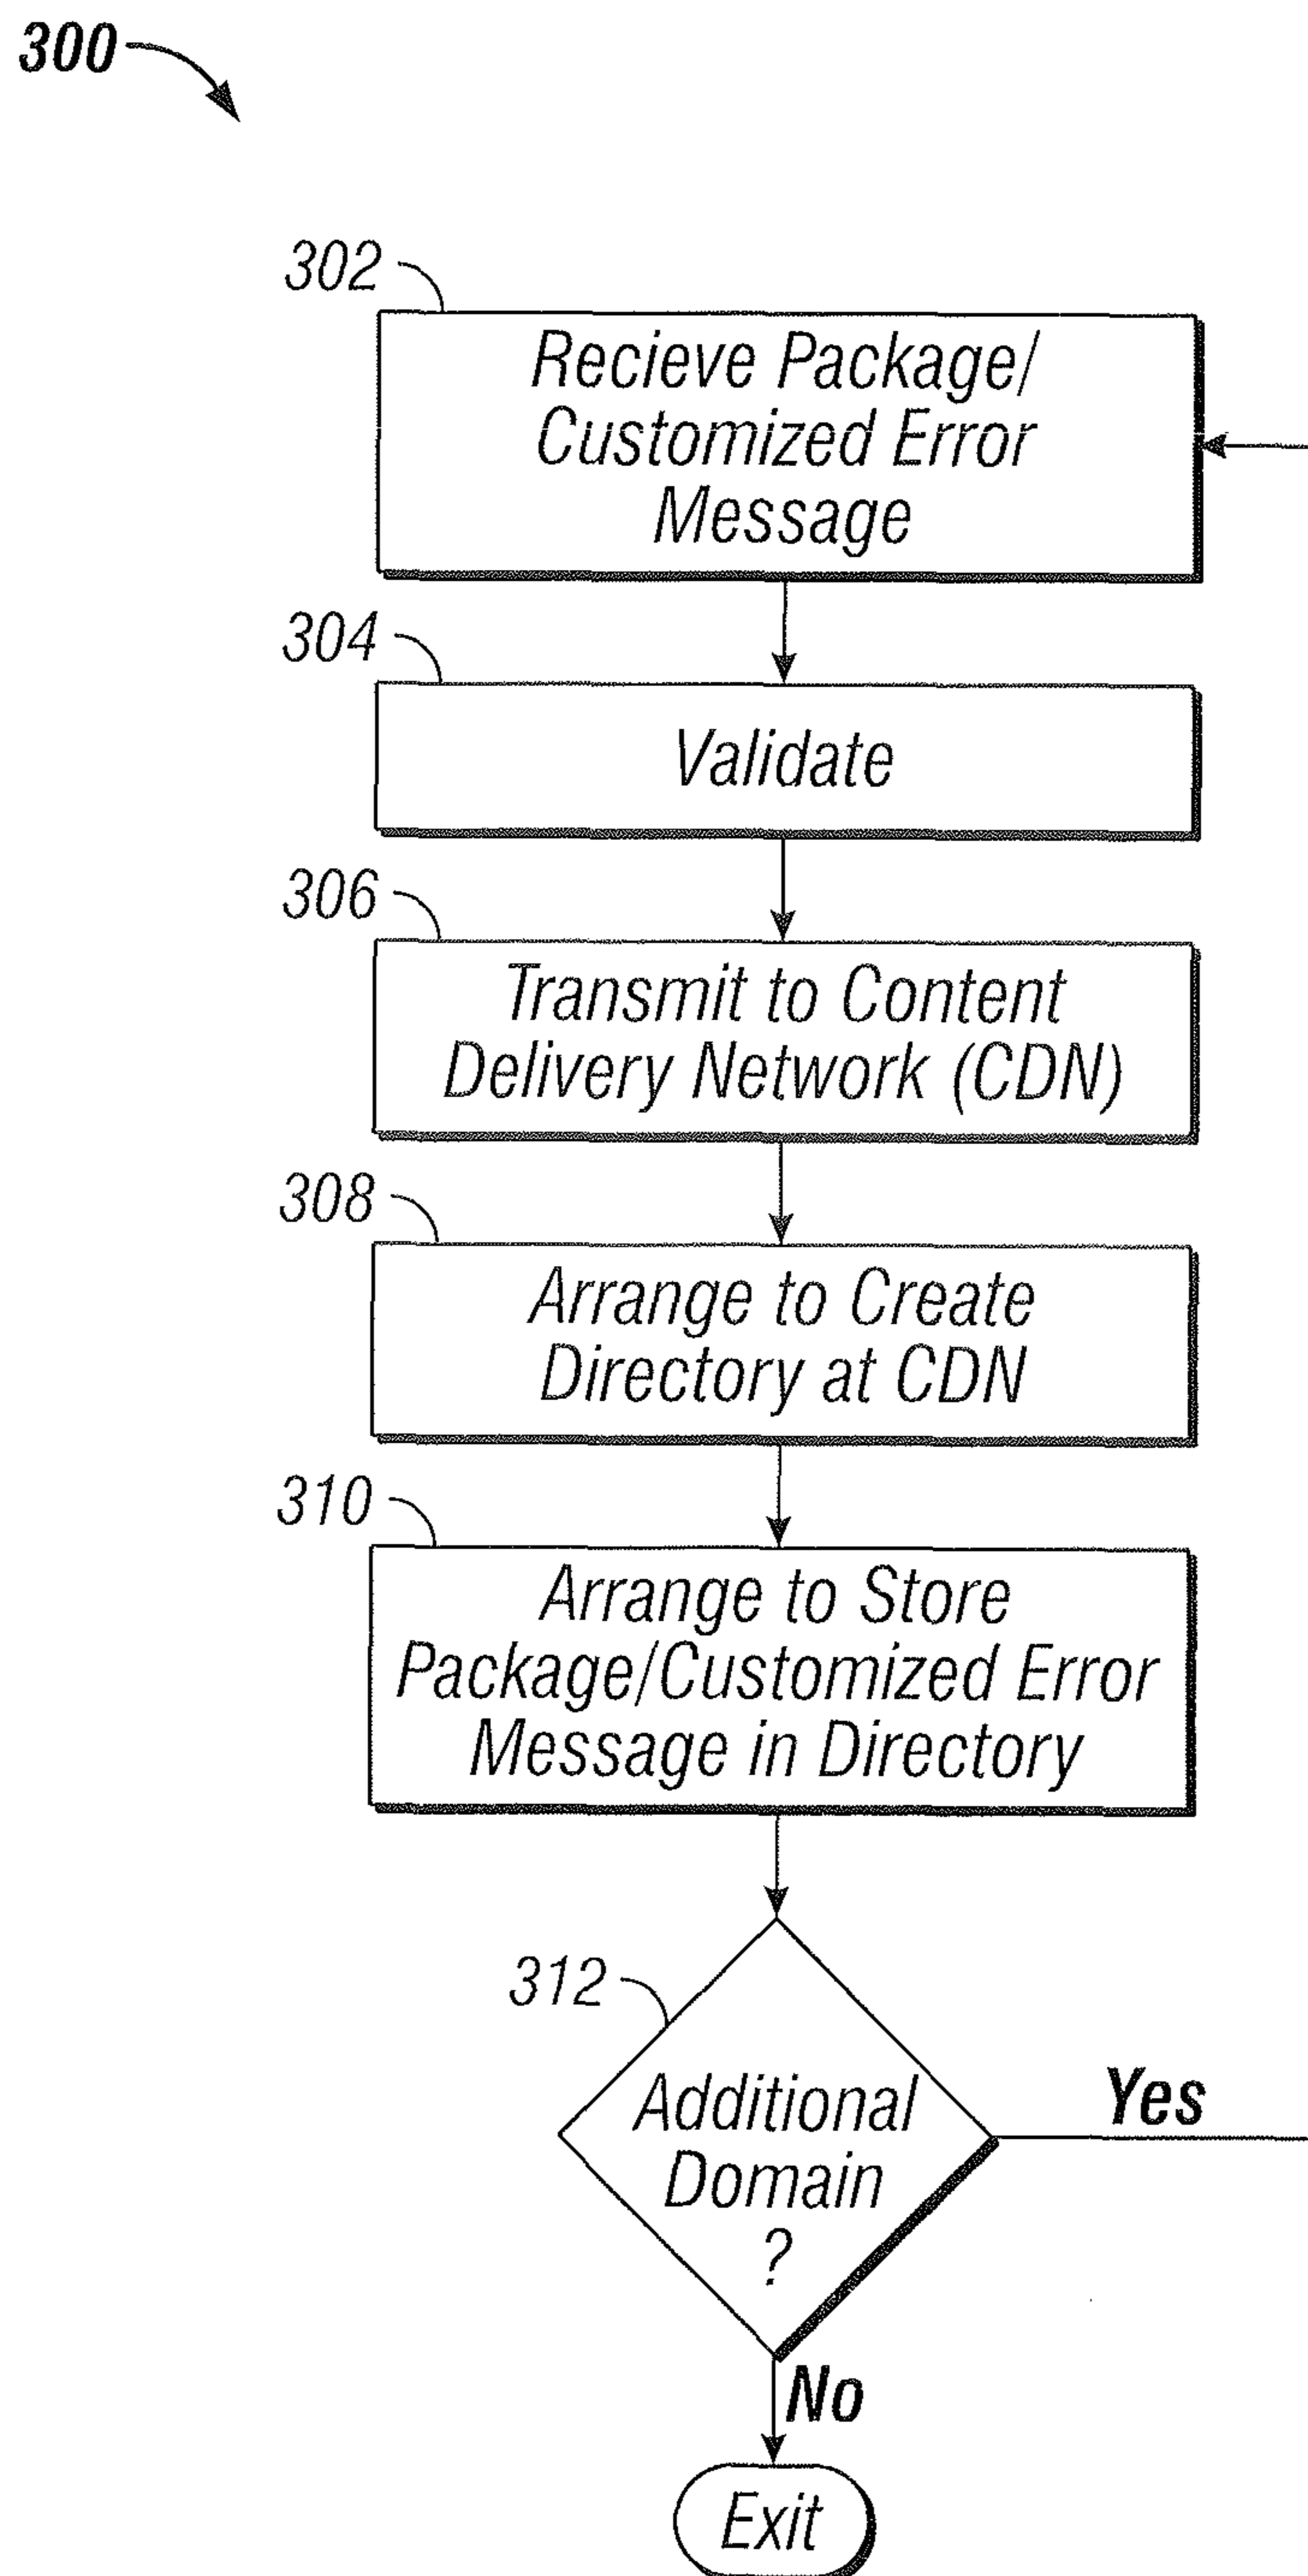 300
302
Recieve Package/
Customized Error
Message
304
Validate
306
Transmit to Content
Delivery Network (CDN)
308
Arrange to Create
Directory at CDN
310
Arrange to Store
Package/Customized Error
Message in Directory
312
Additional
Domain
?
Yes
No
Exit